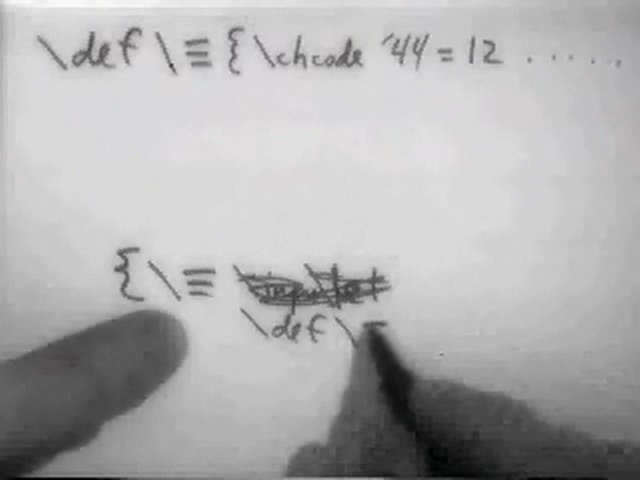 \def \≡ { \chcode '44 = 12 ......
{ \≡
\def \